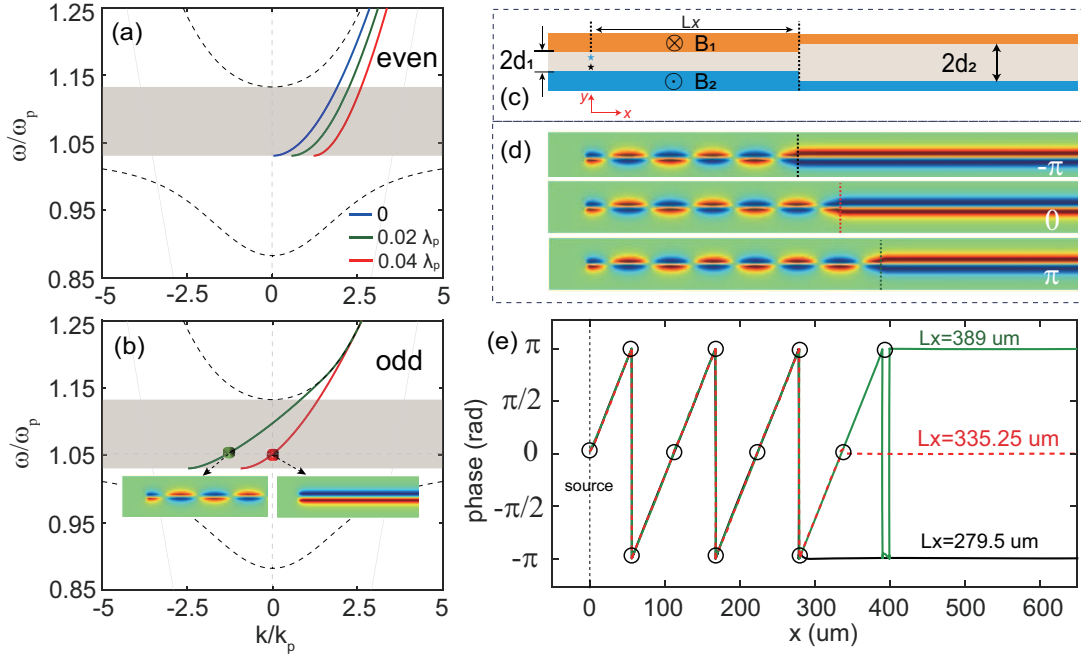 (a)
even
1.25
1.15
1.05
0.95
0.85
ω/ωp
0
0.02 λp
0.04 λp
-5
-2.5
0
2.5
5
(b)
odd
1.25
1.15
1.05
0.95
0.85
ω/ωp
-5
-2.5
0
2.5
5
k/kp
(c)
Lx
B1
B2
2d1
2d2
y
x
(d)
-π
0
π
(e)
π
π/2
0
-π/2
-π
phase (rad)
source
Lx=389 um
Lx=335.25 um
Lx=279.5 um
0
100
200
300
400
500
600
x (um)